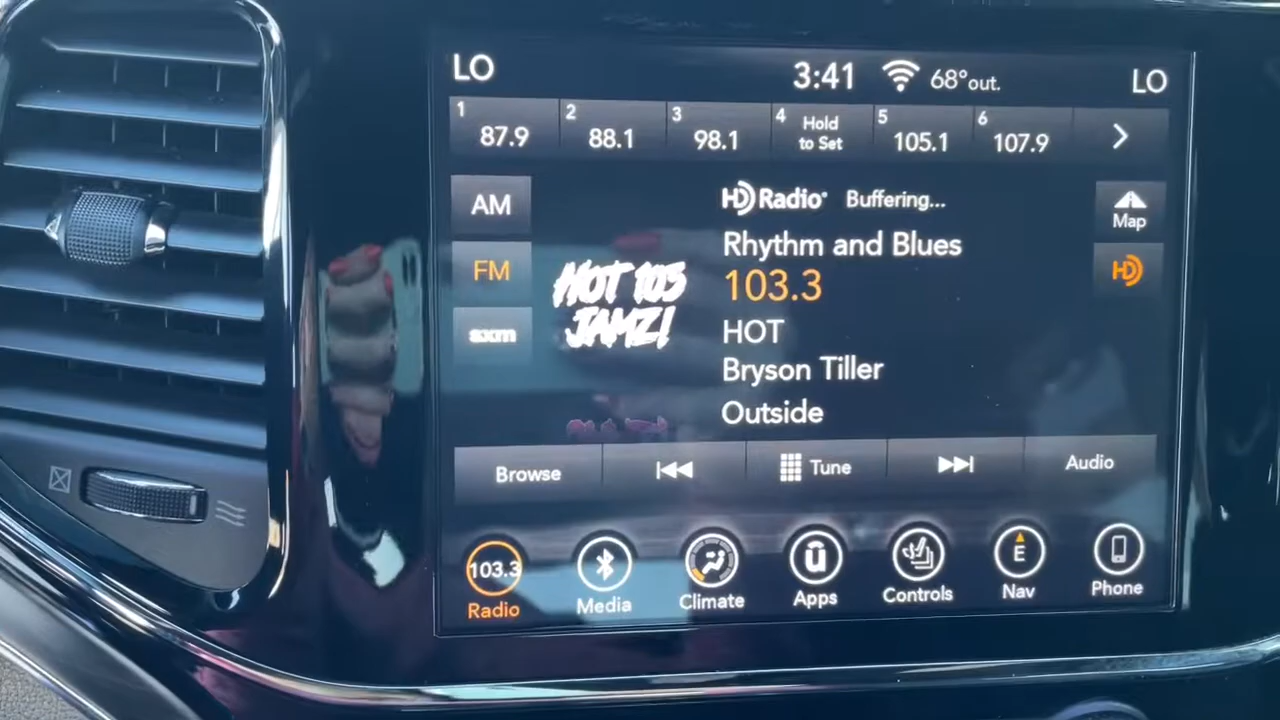 LO 3:41 68°out. LO
1 87.9 2 88.1 3 98.1 4 Hold to Set 5 105.1 6 107.9
AM
FM
sxm
HOT 103
JAMZ!
HD Radio Buffering...
Rhythm and Blues
103.3
HOT
Bryson Tiller
Outside
Map
HD
Browse Tune Audio
103.3 E
Radio Media Climate Apps Controls Nav Phone